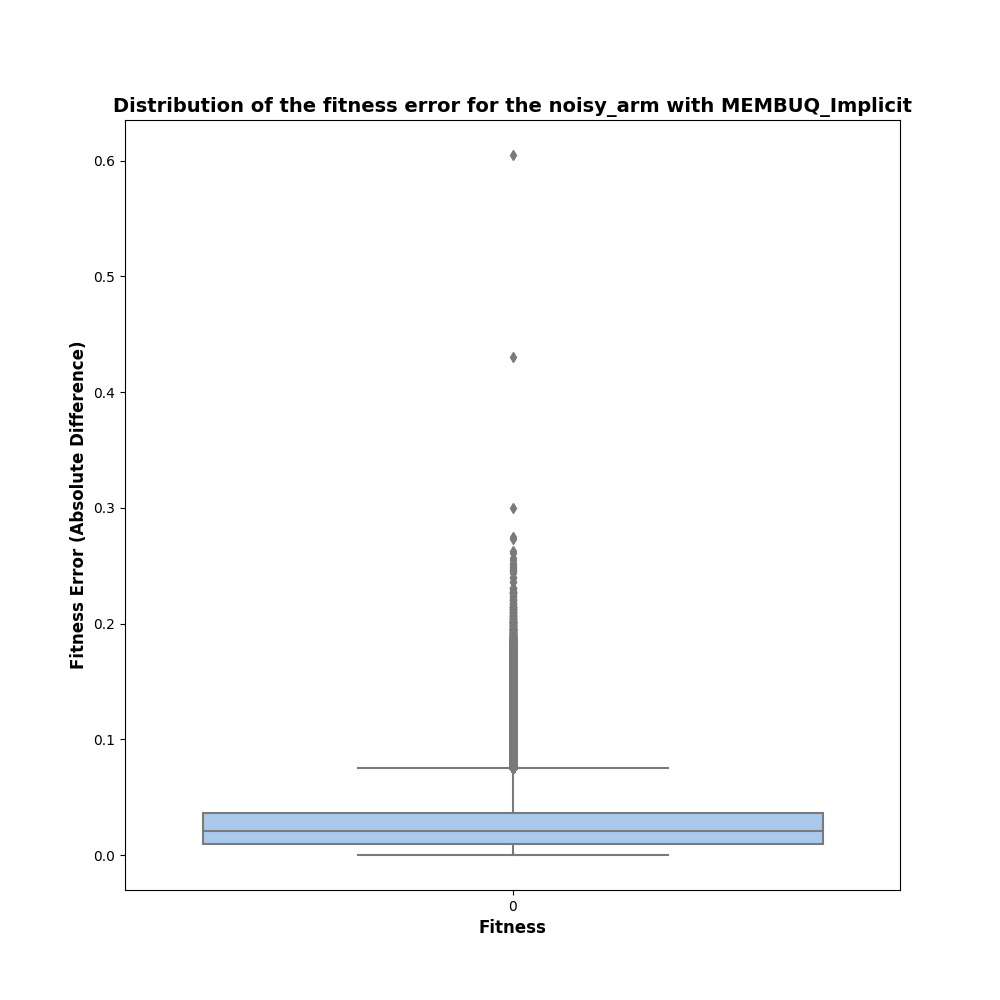 Distribution of the fitness error for the noisy_arm with MEMBUQ_Implicit
0.6
0.5
0.4
0.3
0.2
0.1
0.0
Fitness Error (Absolute Difference)
0
Fitness